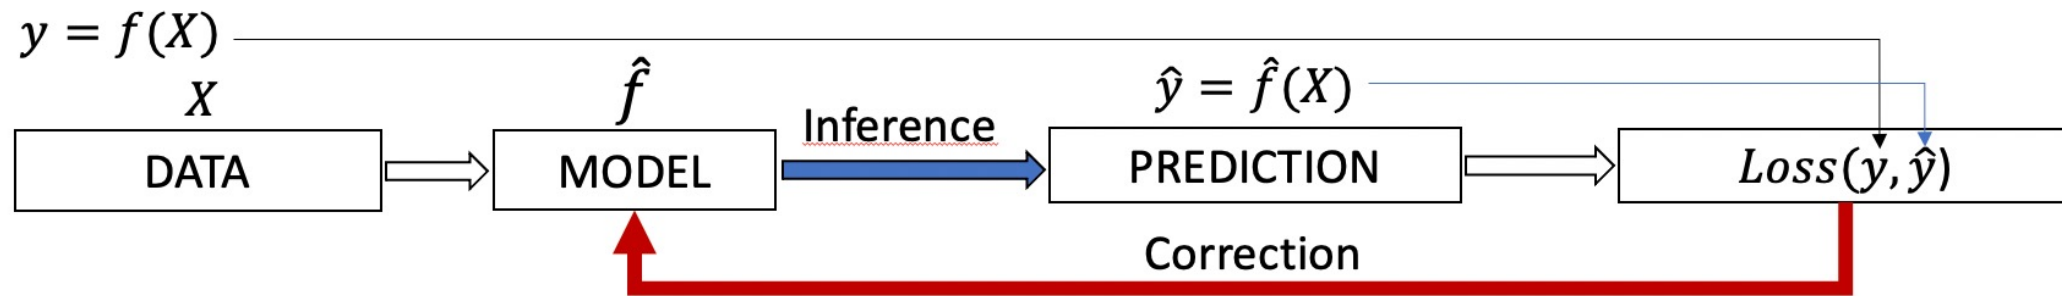 y = f(X)
X
f̂
ŷ = f̂(X)
Inference
DATA
MODEL
PREDICTION
Loss(y, ŷ)
Correction